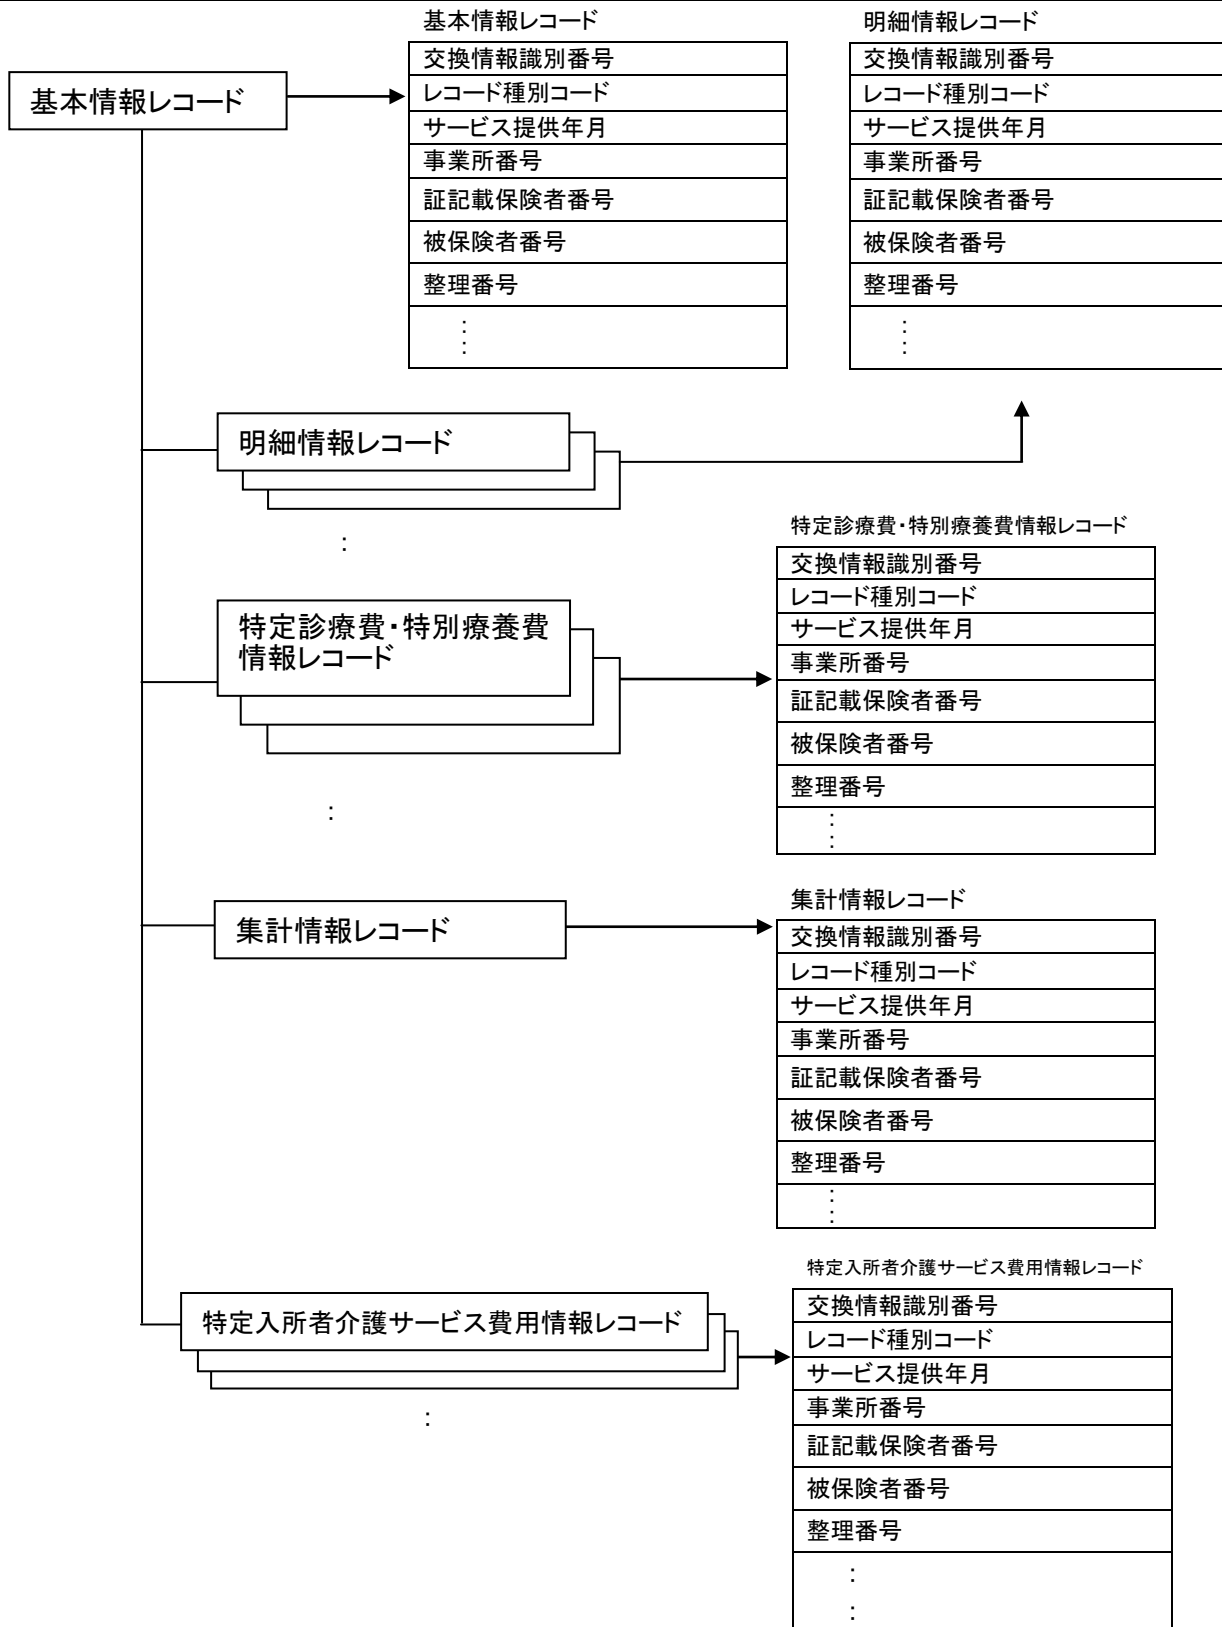 基本情報レコード
基本情報レコード
交換情報識別番号
レコード種別コード
サービス提供年月
事業所番号
証記載保険者番号
被保険者番号
整理番号
:
:
明細情報レコード
交換情報識別番号
レコード種別コード
サービス提供年月
事業所番号
証記載保険者番号
被保険者番号
整理番号
:
:
明細情報レコード
:
特定診療費・特別療養費
情報レコード
:
特定診療費・特別療養費情報レコード
交換情報識別番号
レコード種別コード
サービス提供年月
事業所番号
証記載保険者番号
被保険者番号
整理番号
:
:
集計情報レコード
集計情報レコード
交換情報識別番号
レコード種別コード
サービス提供年月
事業所番号
証記載保険者番号
被保険者番号
整理番号
:
:
特定入所者介護サービス費用情報レコード
:
特定入所者介護サービス費用情報レコード
交換情報識別番号
レコード種別コード
サービス提供年月
事業所番号
証記載保険者番号
被保険者番号
整理番号
:
: